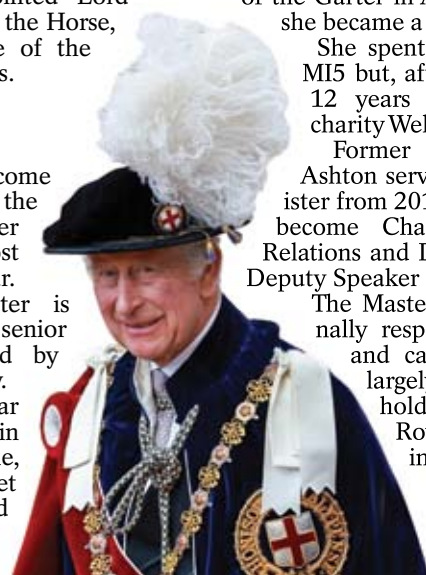 ointed Lord
the Horse,
e of the
s.
come
the
er
ost
r.
ter is
senior
d by
y.
ar
in
e,
et
d
of the Garter in
she became a
She spent
MI5 but, af
12 years
charity Wel
Former
Ashton serv
ister from 201
become Cha
Relations and
Deputy Speaker
The Maste
nally resp
and ca
largel
hold
Ro
in